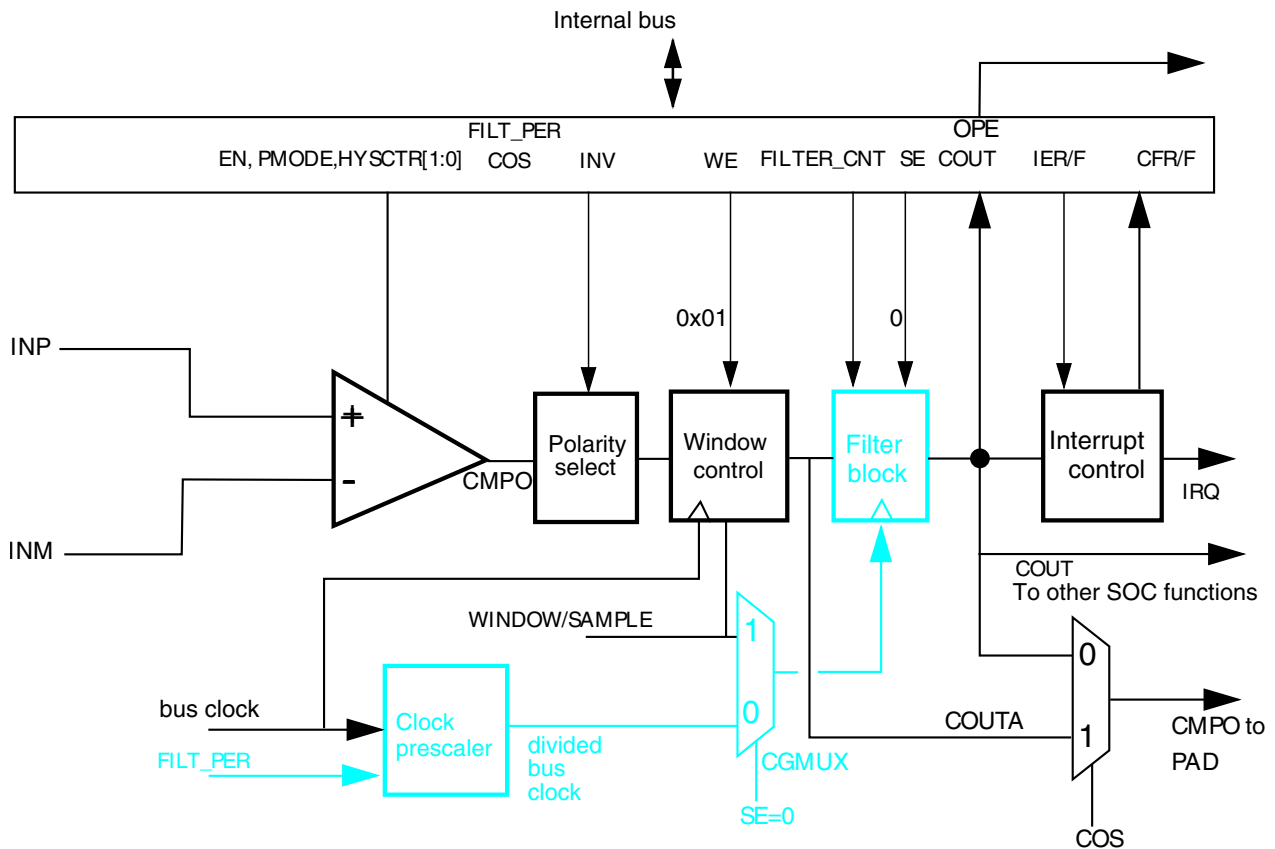 Internal bus
FILT_PER
OPE
EN, PMODE,HYSCTR[1:0]
COS
INV
WE
FILTER_CNT
SE
COUT
IER/F
CFR/F
0x01
0
INP
+
-
INM
CMPO
Polarity
select
Window
control
Filter
block
Interrupt
control
IRQ
COUT
To other SOC functions
WINDOW/SAMPLE
1
0
bus clock
FILT_PER
Clock
prescaler
divided
bus
clock
CGMUX
SE=0
COUTA
0
1
CMPO to
PAD
COS